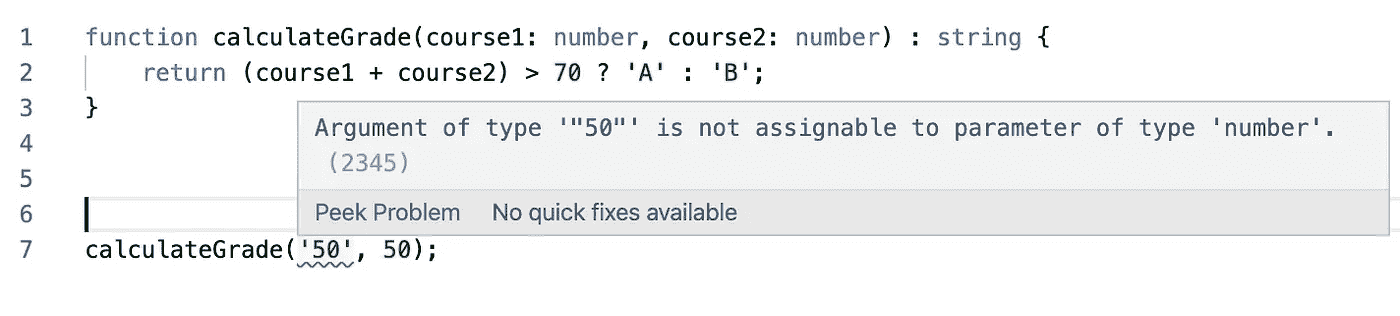 1 function calculateGrade(course1: number, course2: number) : string {
2 return (course1 + course2) > 70 ? 'A' : 'B';
3 }
Argument of type '"50"' is not assignable to parameter of type 'number'.
4
(2345)
5
6 Peek Problem No quick fixes available
7 calculateGrade('50', 50);